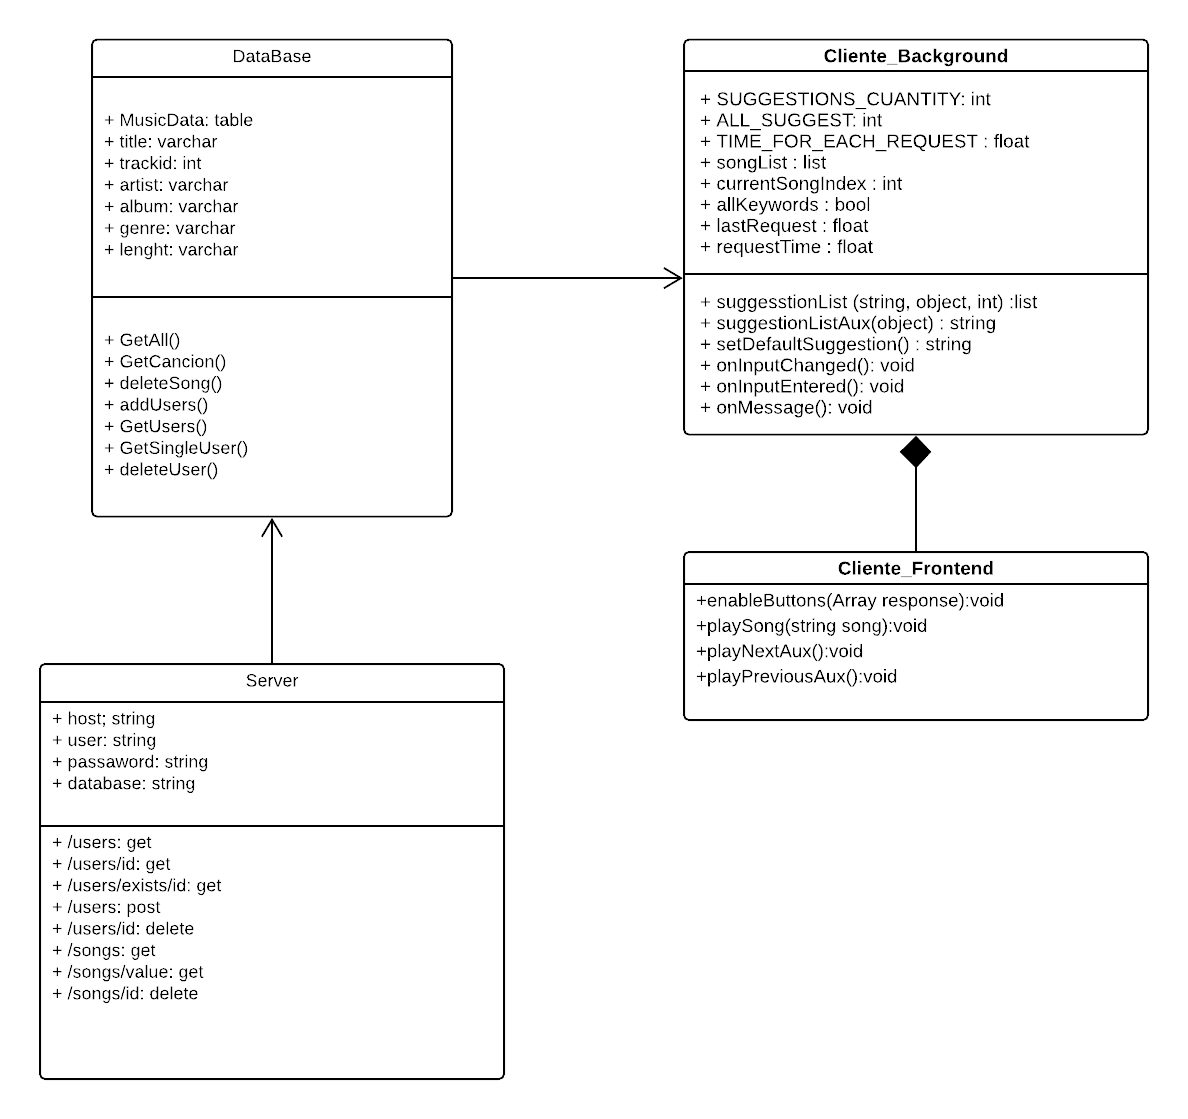 DataBase
+ MusicData: table
+ title: varchar
+ trackid: int
+ artist: varchar
+ album: varchar
+ genre: varchar
+ lenght: varchar
+ GetAll()
+ GetCancion()
+ deleteSong()
+ addUsers()
+ GetUsers()
+ GetSingleUser()
+ deleteUser()
Cliente_Background
+ SUGGESTIONS_CUANTITY: int
+ ALL_SUGGEST: int
+ TIME_FOR_EACH_REQUEST : float
+ songList : list
+ currentSongIndex : int
+ allKeywords : bool
+ lastRequest : float
+ requestTime : float
+ suggesstionList (string, object, int) :list
+ suggestionListAux(object) : string
+ setDefaultSuggestion() : string
+ onInputChanged(): void
+ onInputEntered(): void
+ onMessage(): void
Cliente_Frontend
+enableButtons(Array response):void
+playSong(string song):void
+playNextAux():void
+playPreviousAux():void
Server
+ host; string
+ user: string
+ passaword: string
+ database: string
+ /users: get
+ /users/id: get
+ /users/exists/id: get
+ /users: post
+ /users/id: delete
+ /songs: get
+ /songs/value: get
+ /songs/id: delete